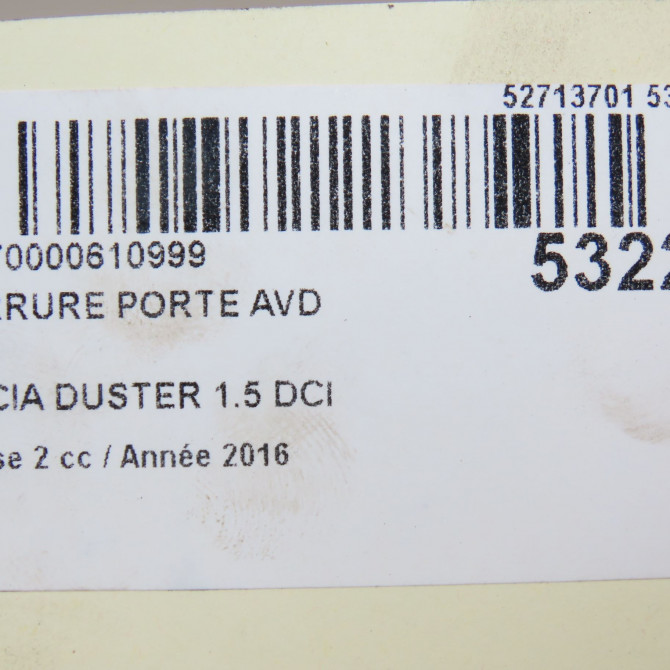 52713701 53
70000610999
5322
RRURE PORTE AVD
CIA DUSTER 1.5 DCI
se 2 cc / Année 2016